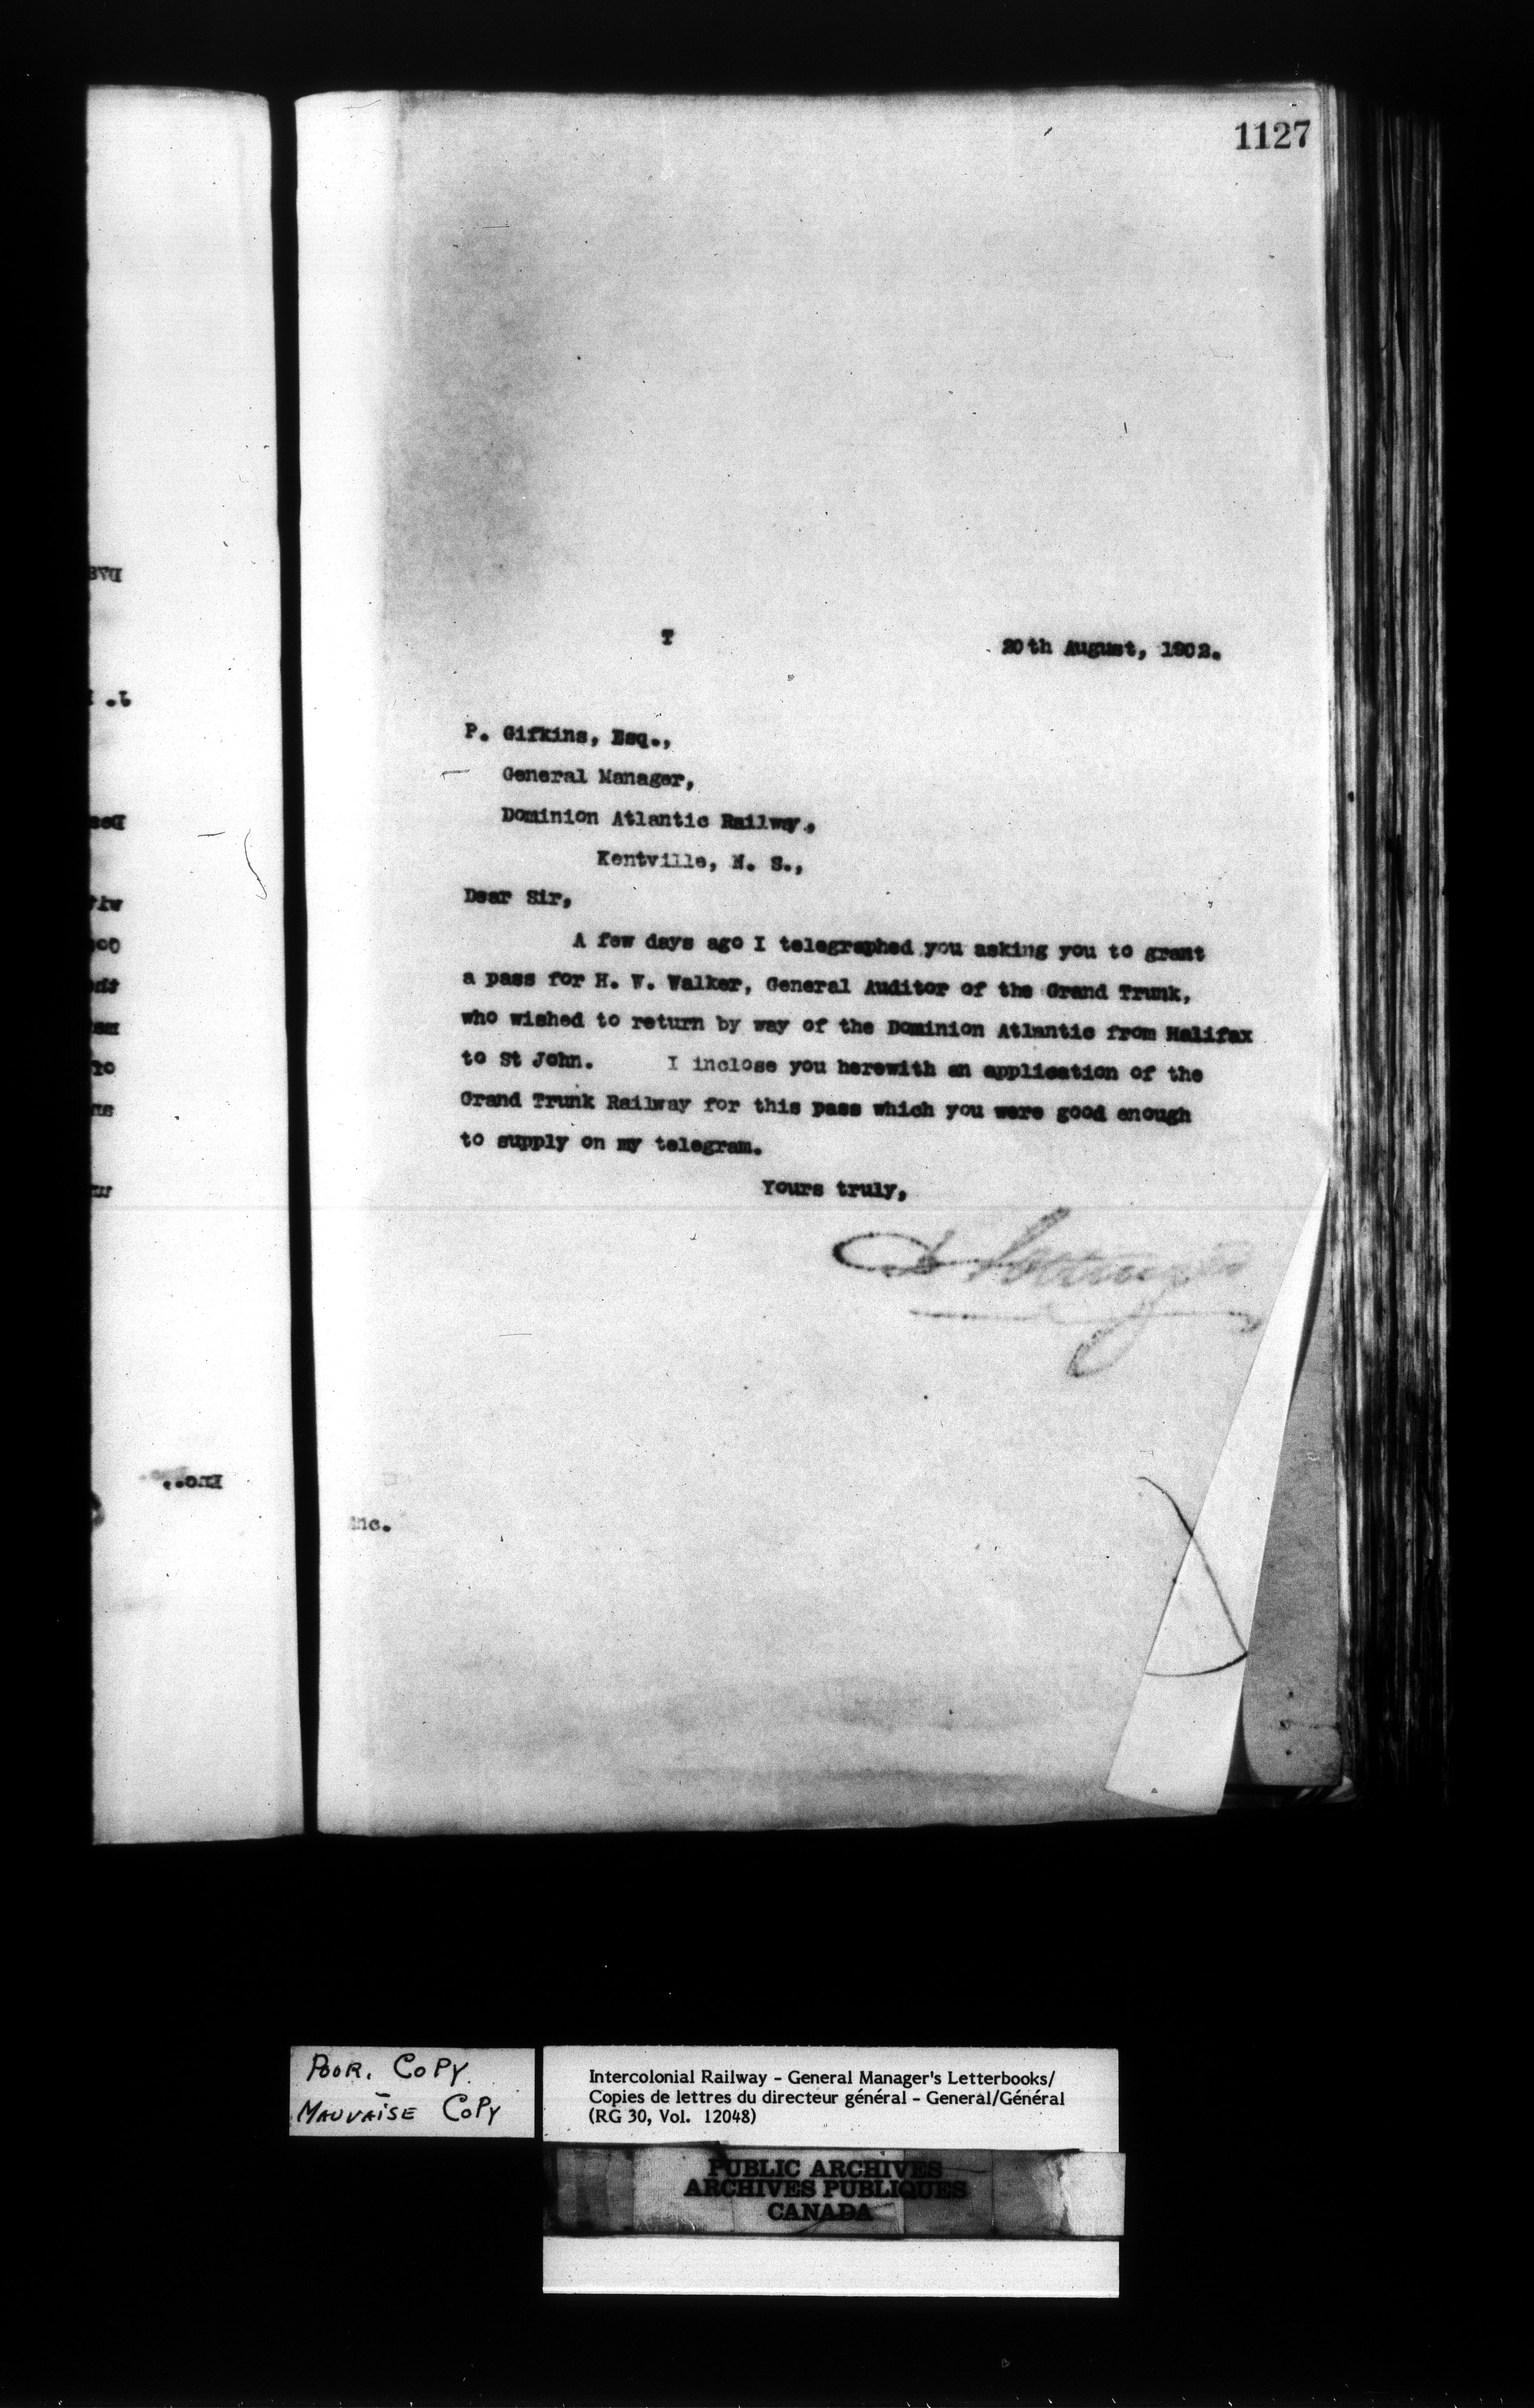 1127
T
20th August, 1902.
P. Gifkins, Esq.,
General Manager,
Dominion Atlantic Railway.,
Kentville, N. S.,
Dear Sir,
A few days ago I telegraphed you asking you to grant
a pass for H. W. Walker, General Auditor of the Grand Trunk,
who wished to return by way of the Dominion Atlantic from Halifax
to St John. I inclose you herewith an application of the
Grand Trunk Railway for this pass which you were good enough
to supply on my telegram.
Yours truly,
D Pottinger
Enc.
POOR. COPY.
MAUVAISE COPY
Intercolonial Railway - General Manager's Letterbooks/
Copies de lettres du directeur général - General/Général
(RG 30, Vol. 12048)
PUBLIC ARCHIVES
ARCHIVES PUBLIQUES
CANADA